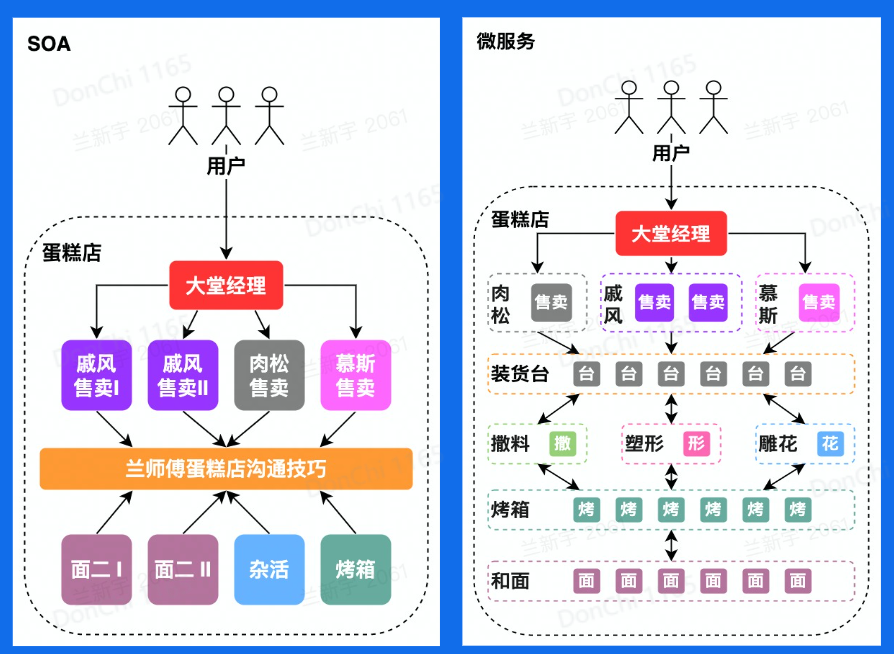 SOA
用户
蛋糕店
大堂经理
戚风
售卖I
戚风
售卖II
肉松
售卖
慕斯
售卖
兰师傅蛋糕店沟通技巧
面二 I
面二 II
杂活
烤箱
DonChi 1165
兰新宇 2061
微服务
用户
蛋糕店
大堂经理
肉
松
售卖
戚
风
售卖
售卖
慕
斯
售卖
装货台
台 台 台 台 台 台
撒料 撒
塑形 形
雕花 花
烤箱
烤 烤 烤 烤 烤 烤
和面
面 面 面 面 面 面
DonChi 1165
兰新宇 2061